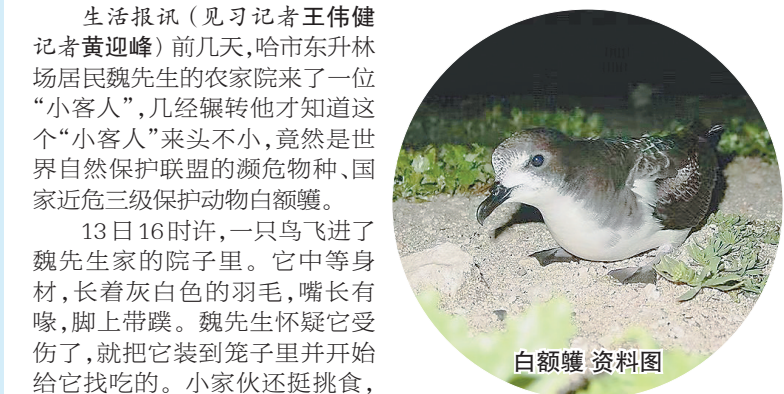 生活报讯（见习记者王伟健
记者黄迎峰）前几天,哈市东升林
场居民魏先生的农家院来了一位
“小客人”,几经辗转他才知道这
个“小客人”来头不小,竟然是世
界自然保护联盟的濒危物种、国
家近危三级保护动物白额鹱。
13日16时许,一只鸟飞进了
魏先生家的院子里。它中等身
材,长着灰白色的羽毛,嘴长有
喙,脚上带蹼。魏先生怀疑它受
伤了,就把它装到笼子里并开始
给它找吃的。小家伙还挺挑食,
白额鹱 资料图